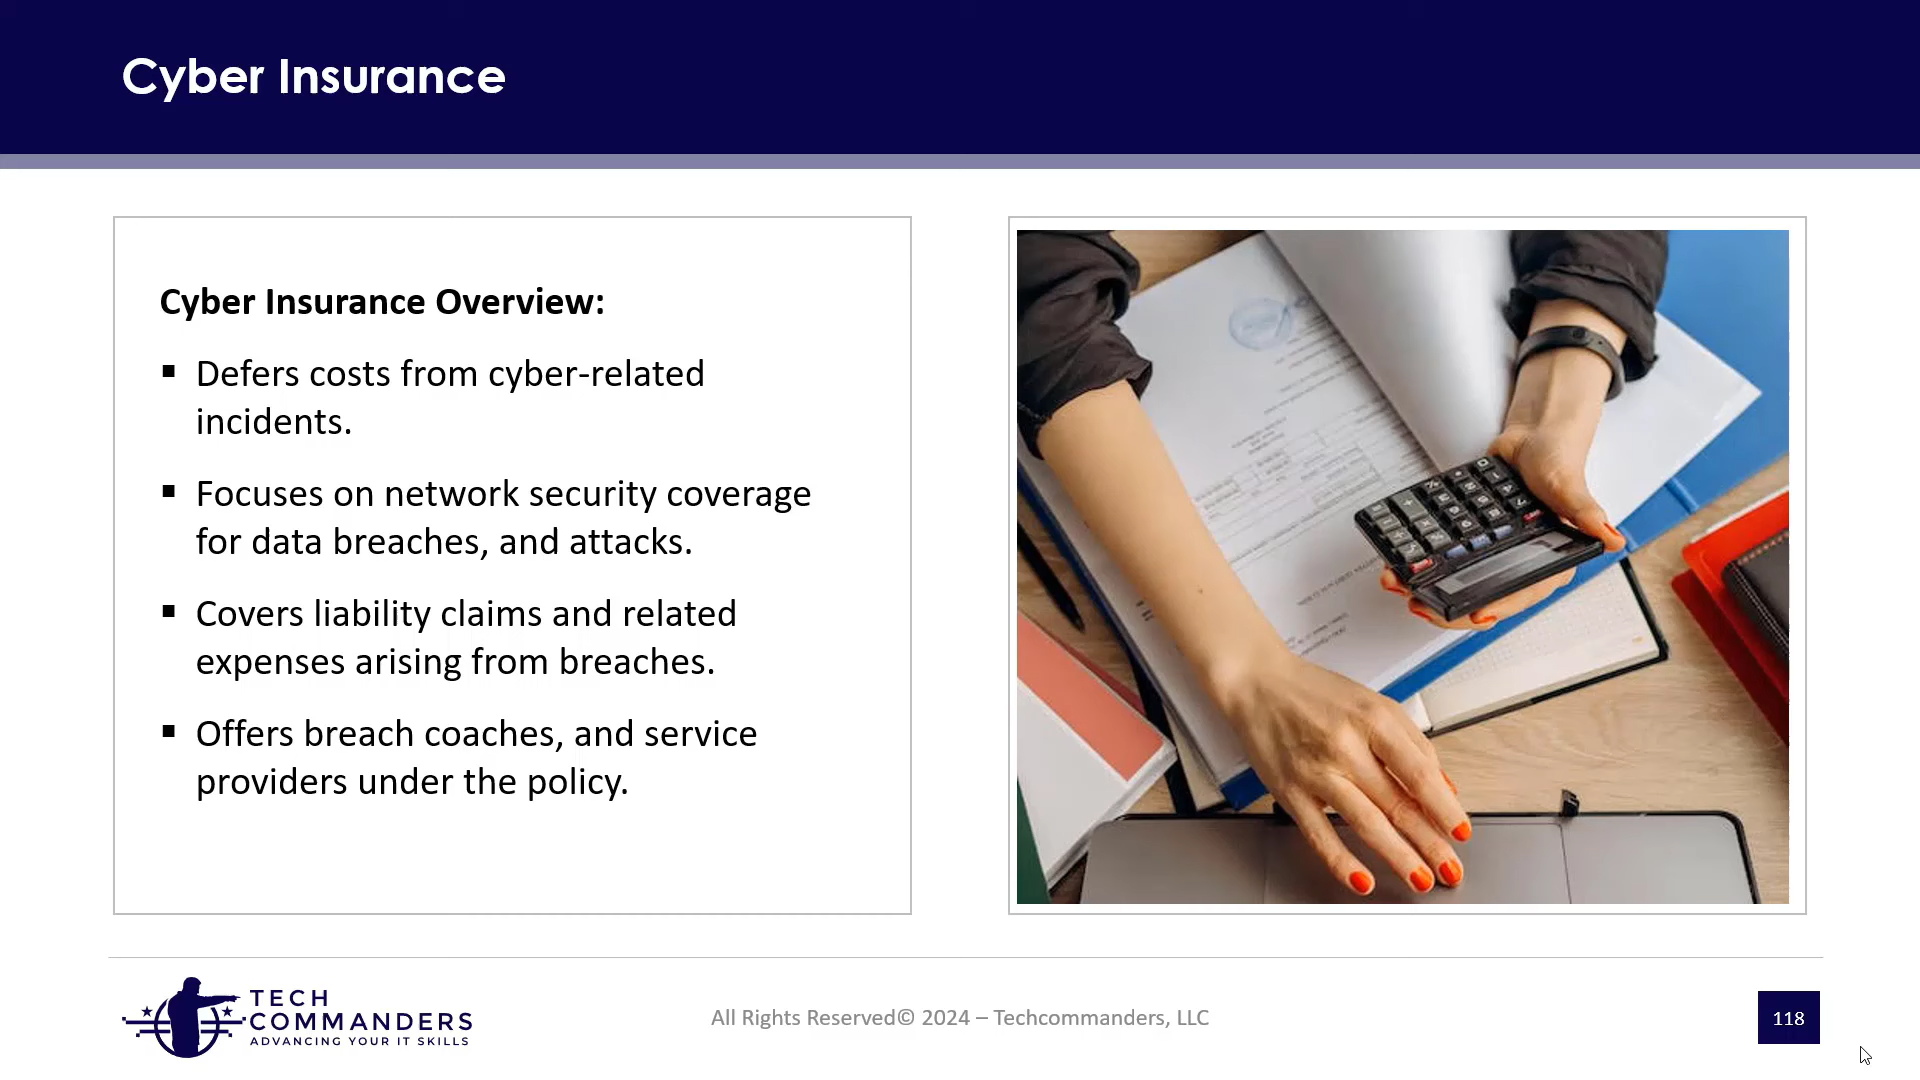 Cyber Insurance
Cyber Insurance Overview:
▪ Defers costs from cyber-related
incidents.
▪ Focuses on network security coverage
for data breaches, and attacks.
▪ Covers liability claims and related
expenses arising from breaches.
▪ Offers breach coaches, and service
providers under the policy.
TECH
COMMANDERS
ADVANCING YOUR IT SKILLS
All Rights Reserved© 2024 – Techcommanders, LLC
118